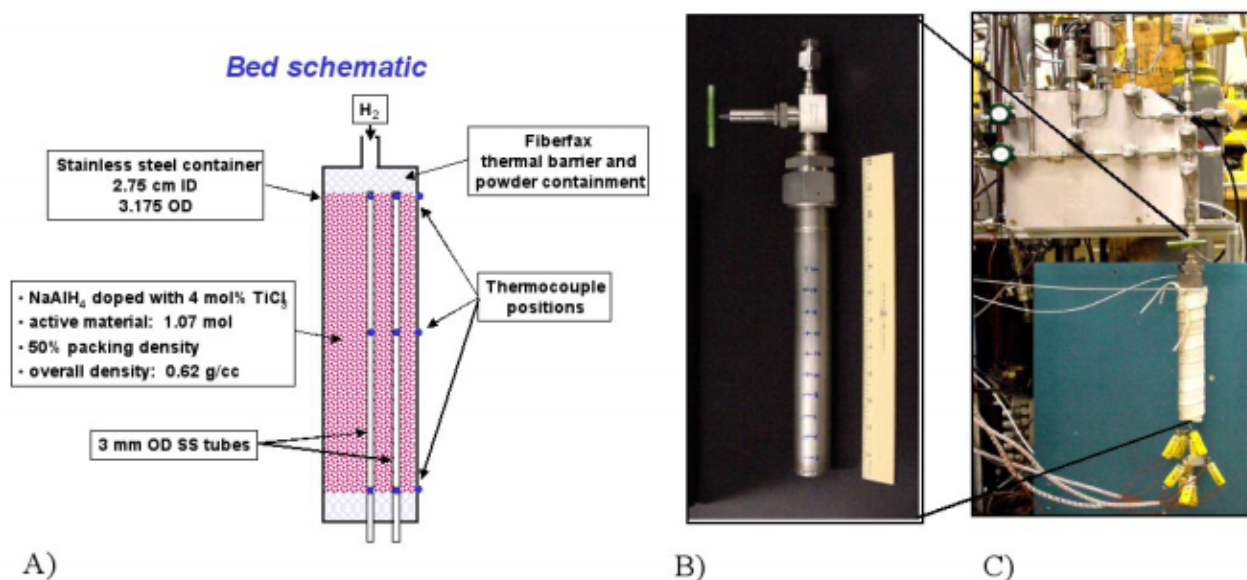 Bed schematic
H2
Stainless steel container
2.75 cm ID
3.175 OD
Fiberfax
thermal barrier and
powder containment
• NaAlH4 doped with 4 mol% TiCl3
• active material: 1.07 mol
• 50% packing density
• overall density: 0.62 g/cc
Thermocouple
positions
3 mm OD SS tubes
A)
B)
C)